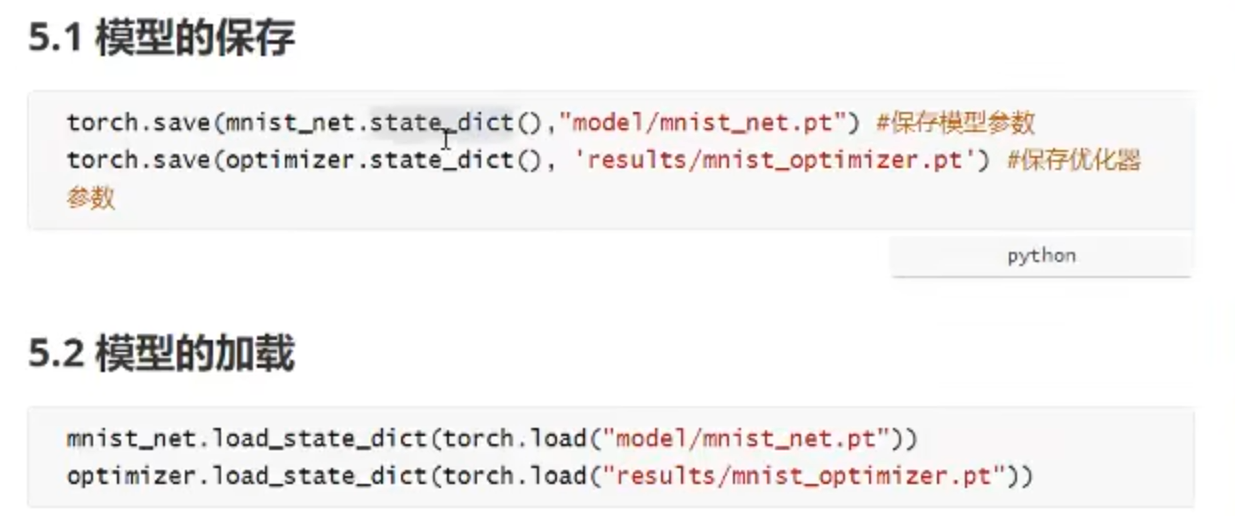 5.1 模型的保存
torch.save(mnist_net.state_dict(),"model/mnist_net.pt") #保存模型参数
torch.save(optimizer.state_dict(), 'results/mnist_optimizer.pt') #保存优化器
参数
python
5.2 模型的加载
mnist_net.load_state_dict(torch.load("model/mnist_net.pt"))
optimizer.load_state_dict(torch.load("results/mnist_optimizer.pt"))